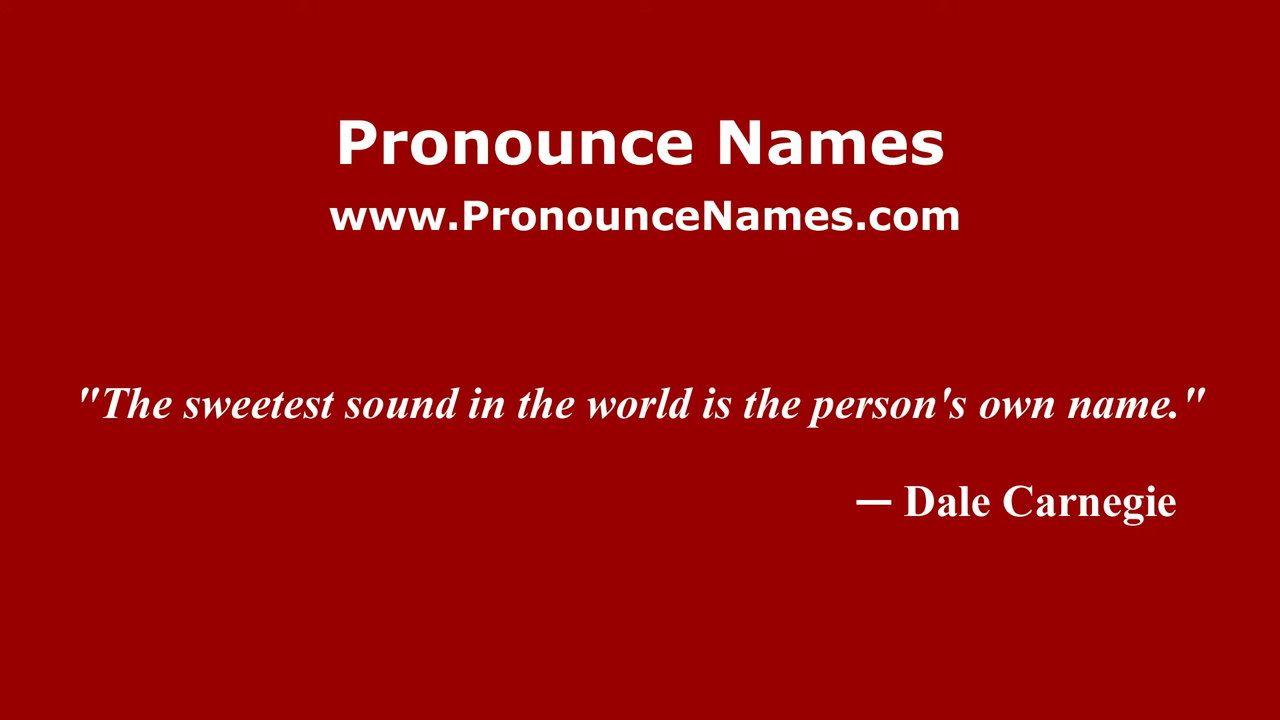 Pronounce Names
www.PronounceNames.com
"The sweetest sound in the world is the person's own name."
— Dale Carnegie